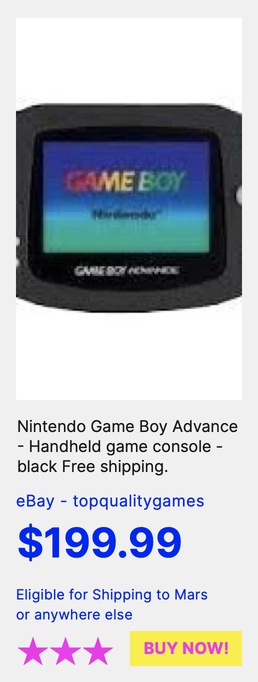 GAME BOY
Nintendo
GAME BOY ADVANCE
Nintendo Game Boy Advance
- Handheld game console -
black Free shipping.
eBay - topqualitygames
$199.99
Eligible for Shipping to Mars
or anywhere else
BUY NOW!